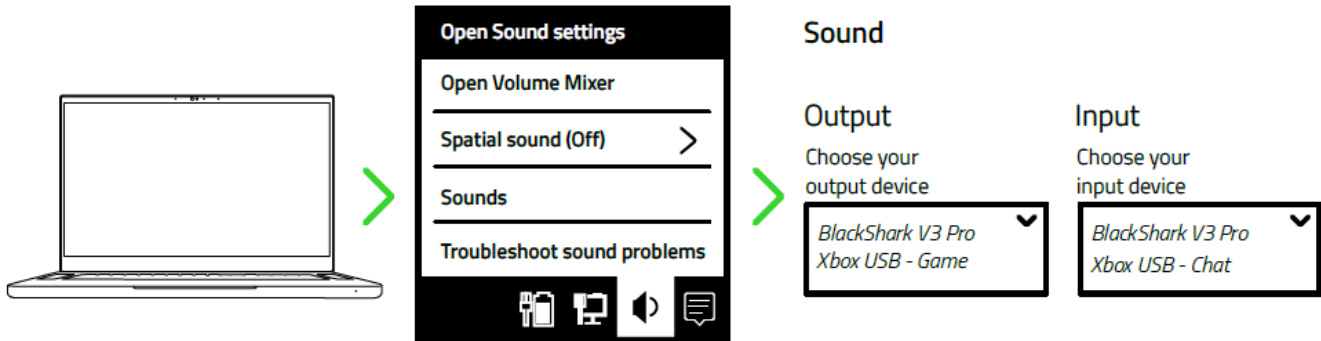 Open Sound settings
Open Volume Mixer
Spatial sound (Off)
Sounds
Troubleshoot sound problems
Sound
Output
Choose your
output device
BlackShark V3 Pro
Xbox USB - Game
Input
Choose your
input device
BlackShark V3 Pro
Xbox USB - Chat